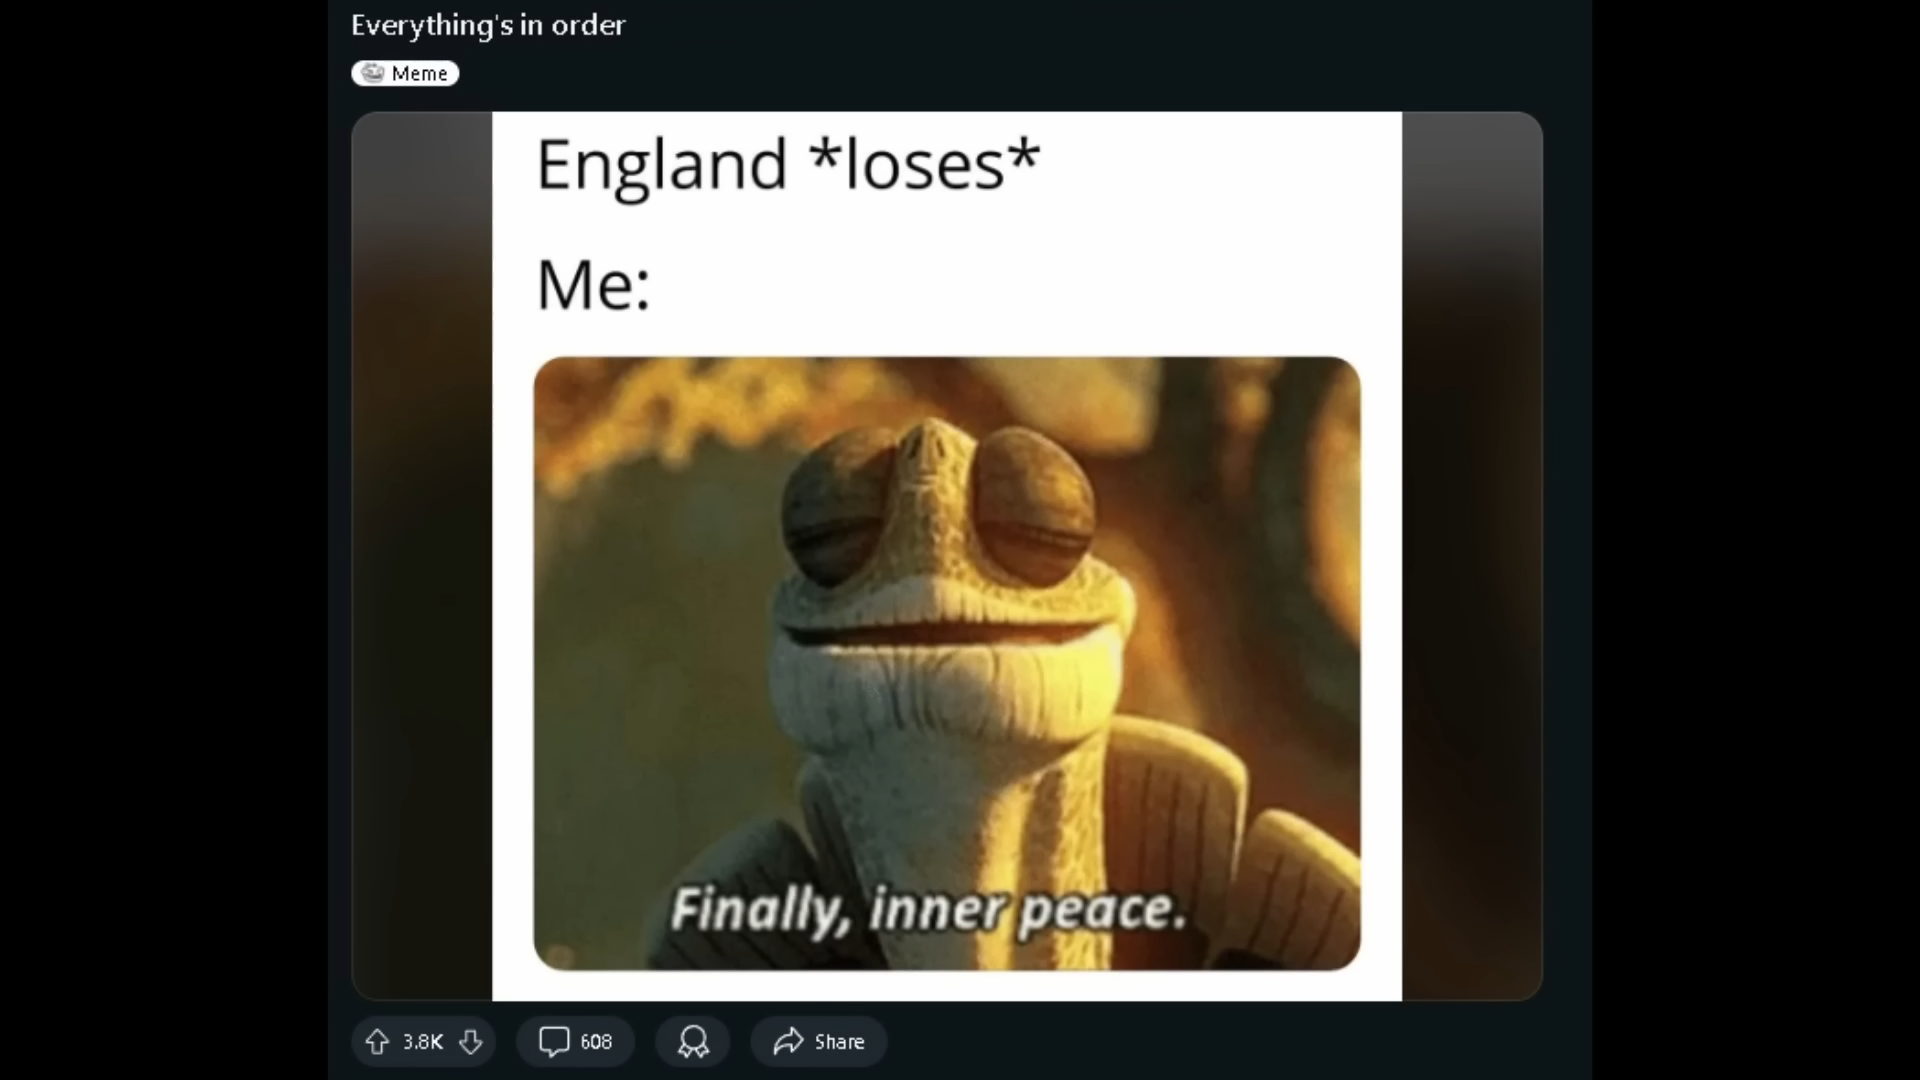 Everything's in order
Meme
England *loses*
Me:
Finally, inner peace.
3.8K
608
Share